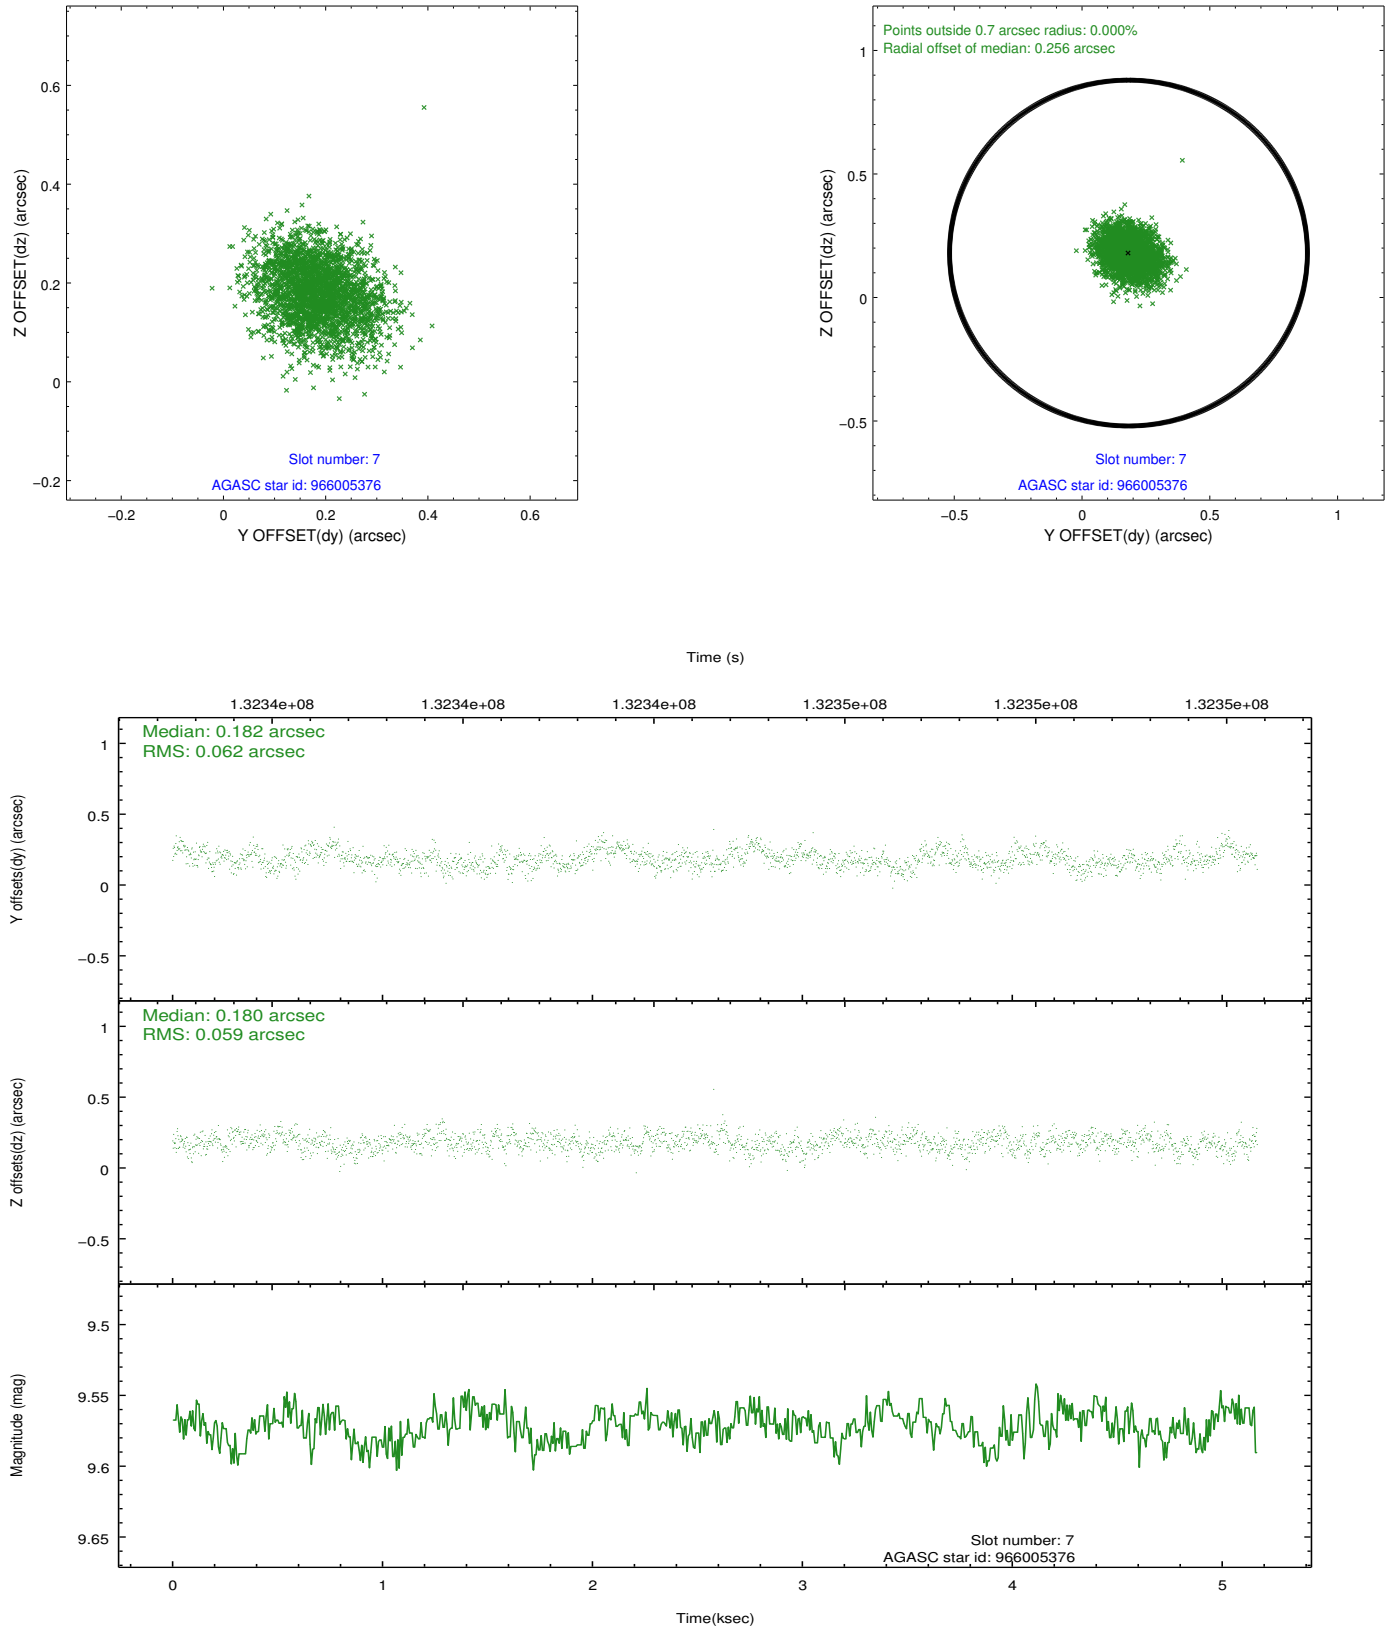 0.6
0.4
0.2
0
−0.2
Z OFFSET(dz) (arcsec)
Slot number: 7
AGASC star id: 966005376
−0.2 0 0.2 0.4 0.6
Y OFFSET(dy) (arcsec)
Points outside 0.7 arcsec radius: 0.000%
Radial offset of median: 0.256 arcsec
1
0.5
0
−0.5
Z OFFSET(dz) (arcsec)
Slot number: 7
AGASC star id: 966005376
−0.5 0 0.5 1
Y OFFSET(dy) (arcsec)
Time (s)
1.3234e+08 1.3234e+08 1.3234e+08 1.3235e+08 1.3235e+08 1.3235e+08
Median: 0.182 arcsec
RMS: 0.062 arcsec
1
0.5
0
−0.5
Y offsets(dy) (arcsec)
Median: 0.180 arcsec
RMS: 0.059 arcsec
1
0.5
0
−0.5
Z offsets(dz) (arcsec)
9.5
9.55
9.6
9.65
Magnitude (mag)
Slot number: 7
AGASC star id: 966005376
0 1 2 3 4 5
Time(ksec)